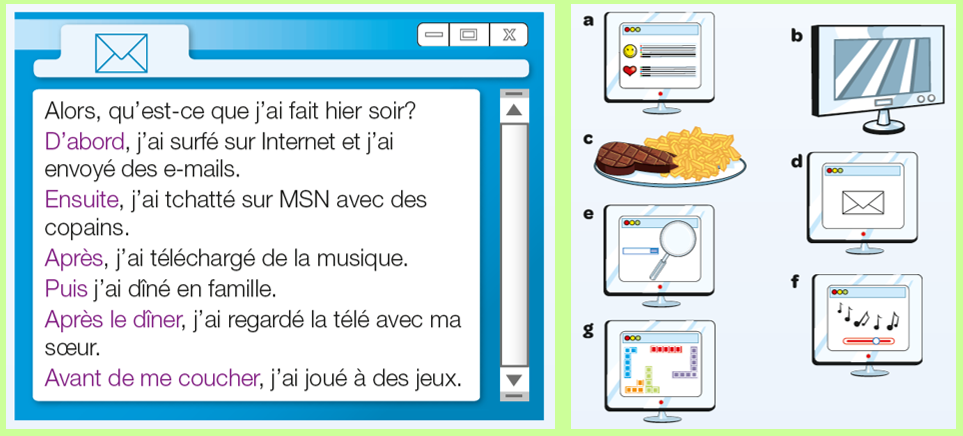 Alors, qu'est-ce que j'ai fait hier soir?
D'abord, j'ai surfé sur Internet et j'ai
envoyé des e-mails.
Ensuite, j'ai tchatté sur MSN avec des
copains.
Après, j'ai téléchargé de la musique.
Puis j'ai dîné en famille.
Après le dîner, j'ai regardé la télé avec ma
sœur.
Avant de me coucher, j'ai joué à des jeux.
a
b
c
d
e
f
g